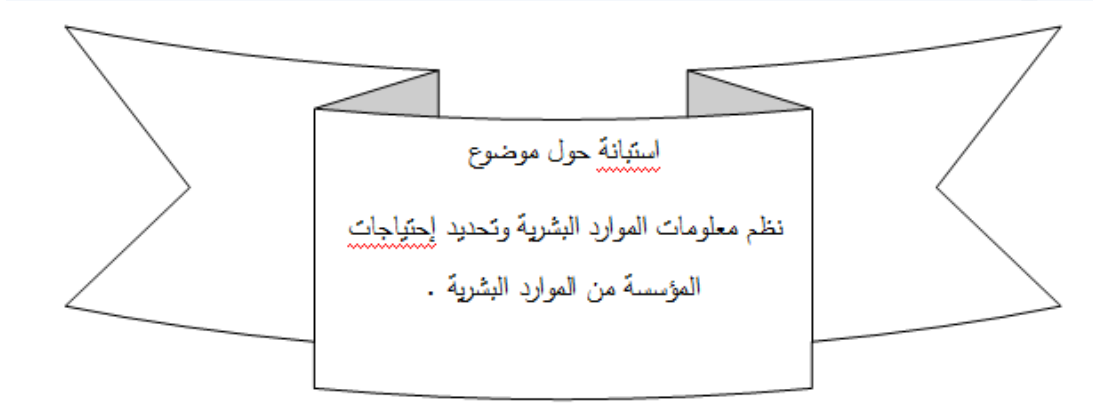 استبانة حول موضوع
نظم معلومات الموارد البشرية وتحديد إحتياجات
المؤسسة من الموارد البشرية .